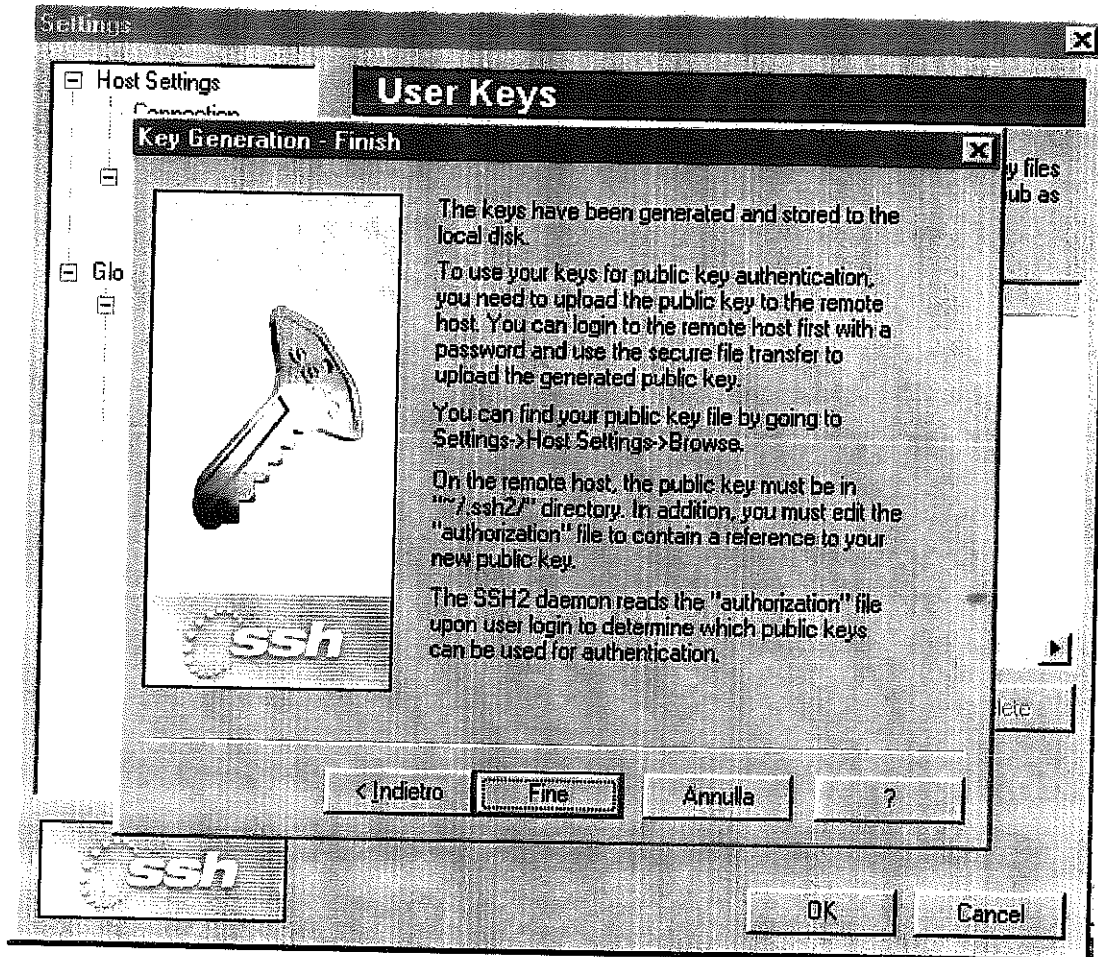 Settings
Host Settings
Connection
User Keys
Key Generation - Finish
y files
ub as
Glo
The keys have been generated and stored to the
local disk.
To use your keys for public key authentication,
you need to upload the public key to the remote
host. You can login to the remote host first with a
password and use the secure file transfer to
upload the generated public key.
You can find your public key file by going to
Settings->Host Settings->Browse.
On the remote host, the public key must be in
"~/.ssh2/" directory. In addition, you must edit the
"authorization" file to contain a reference to your
new public key.
The SSH2 daemon reads the "authorization" file
upon user login to determine which public keys
can be used for authentication.
ssh
lete
< Indietro
Fine
Annulla
?
ssh
OK
Cancel